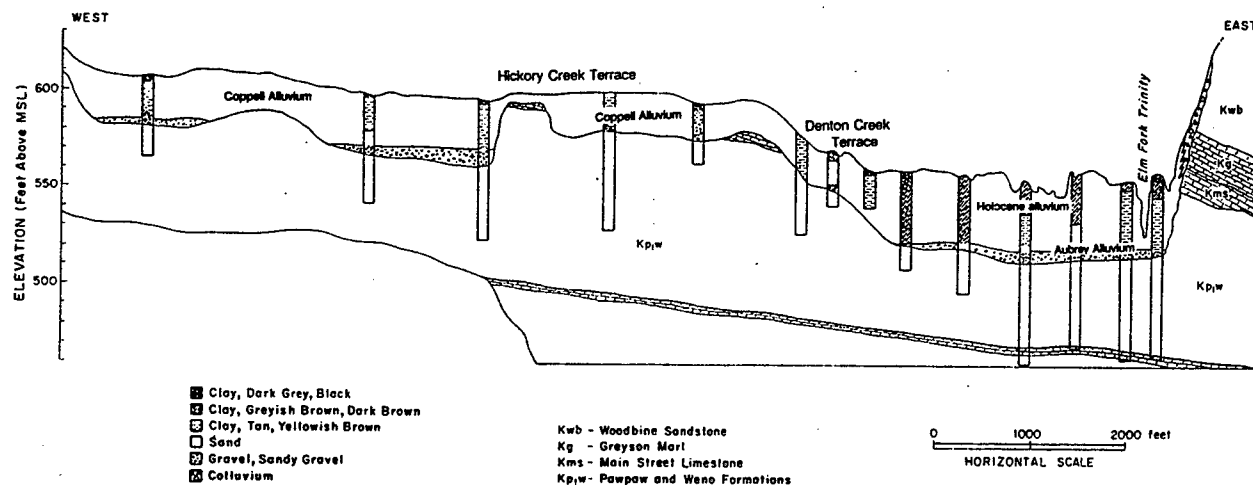 WEST
EAST
ELEVATION (Feet Above MSL)
600
550
500
Hickory Creek Terrace
Coppell Alluvium
Coppell Alluvium
Denton Creek
Terrace
Elm Fork Trinity
Kwb
Kg
Kms
Holocene alluvium
Aubrey Alluvium
Kp,w
Kp,w
Clay, Dark Grey, Black
Clay, Greyish Brown, Dark Brown
Clay, Tan, Yellowish Brown
Sand
Gravel, Sandy Gravel
Colluvium
Kwb - Woodbine Sandstone
Kg - Greyson Marl
Kms - Main Street Limestone
Kp,w - Pawpaw and Weno Formations
0 1000 2000 feet
HORIZONTAL SCALE